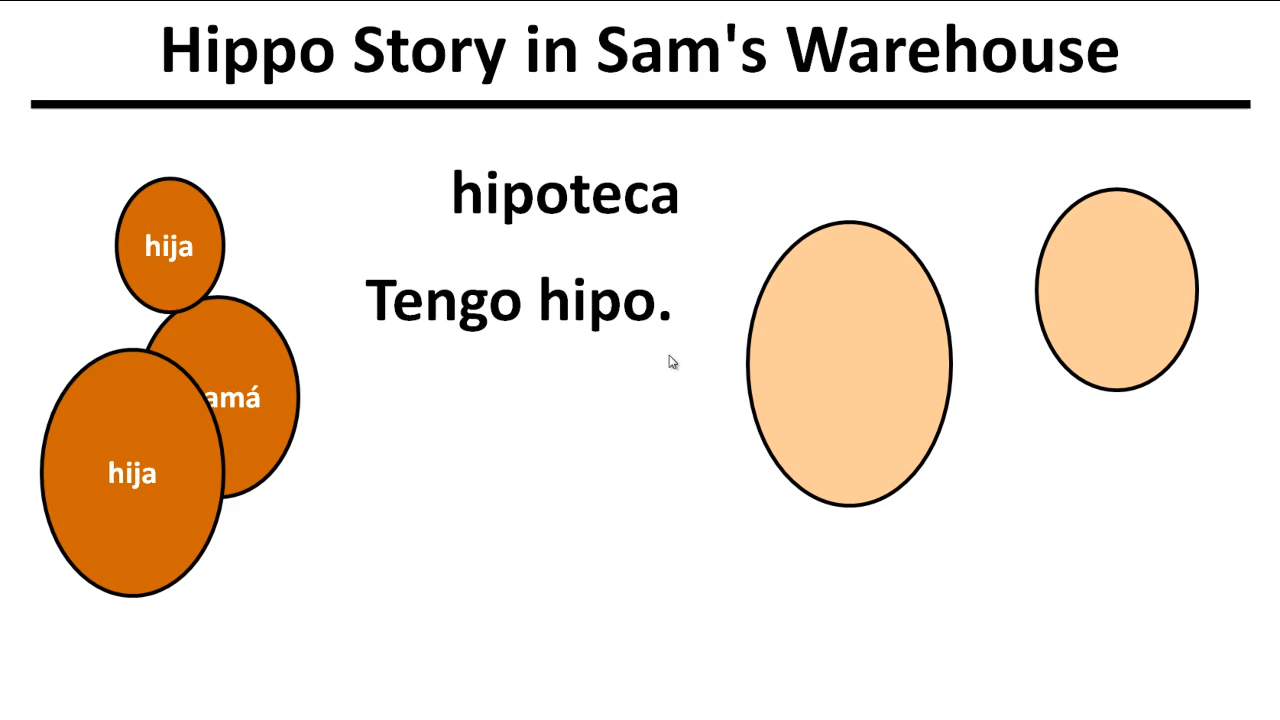 Hippo Story in Sam's Warehouse
hipoteca
hija
Tengo hipo.
amá
hija